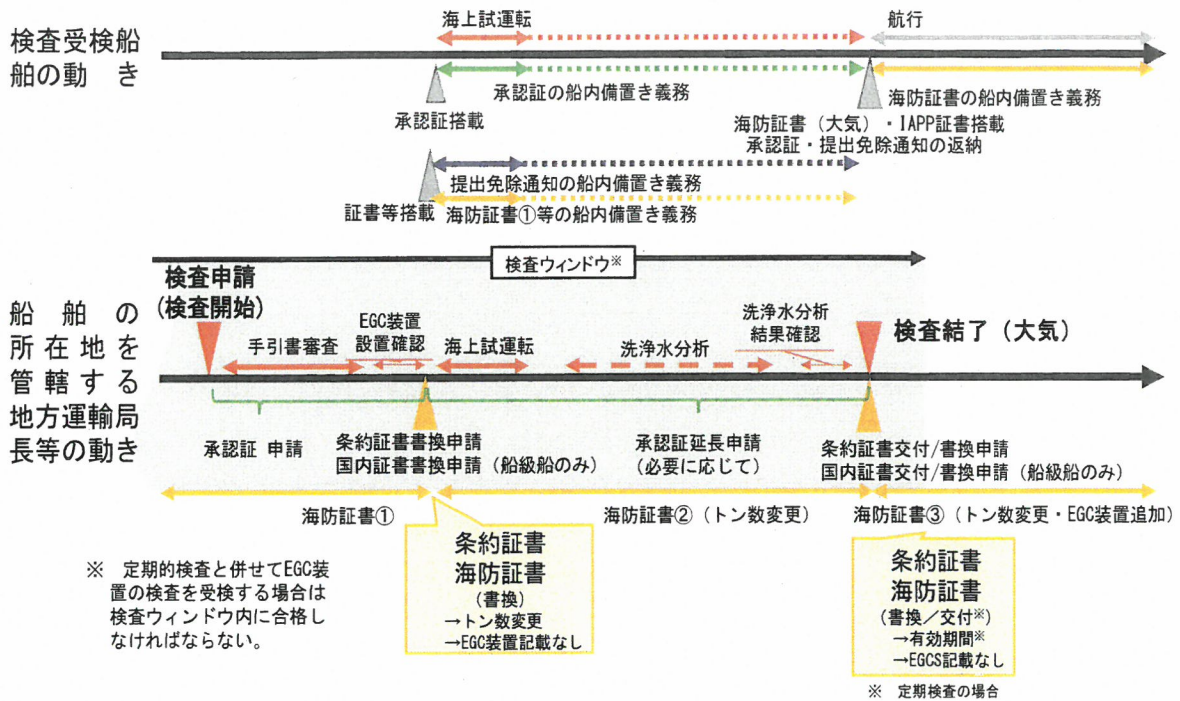 検査受検船
舶の動 き
海上試運転
航行
承認証の船内備置き義務
海防証書の船内備置き義務
承認証搭載
海防証書（大気）・IAPP証書搭載
承認証・提出免除通知の返納
提出免除通知の船内備置き義務
証書等搭載
海防証書①等の船内備置き義務
検査ウィンドウ※
検査申請
(検査開始)
船舶の
所在地を
管轄する
地方運輸局
長等の動き
手引書審査
EGC装置
設置確認
海上試運転
洗浄水分析
洗浄水分析
結果確認
検査結了（大気）
承認証 申請
条約証書書換申請
国内証書書換申請（船級船のみ）
承認証延長申請
(必要に応じて)
条約証書交付/書換申請
国内証書交付/書換申請（船級船のみ）
海防証書①
海防証書②（トン数変更）
海防証書③（トン数変更・EGC装置追加）
条約証書
海防証書
(書換)
→トン数変更
→EGC装置記載なし
条約証書
海防証書
(書換／交付※)
→有効期間※
→EGCS記載なし
※ 定期検査の場合
※ 定期的検査と併せてEGC装
置の検査を受検する場合は
検査ウィンドウ内に合格し
なければならない。